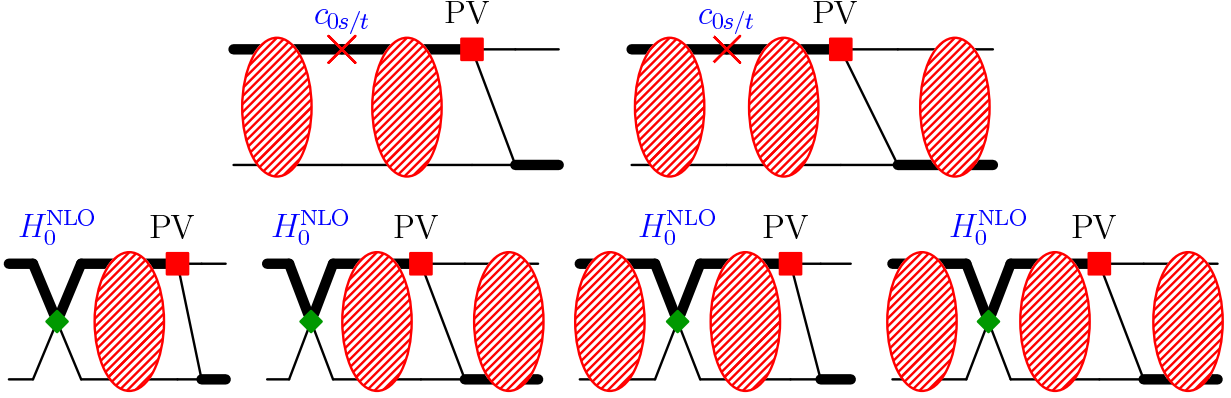 c_{0s/t} PV c_{0s/t} PV
H_0^{NLO} PV H_0^{NLO} PV H_0^{NLO} PV H_0^{NLO} PV